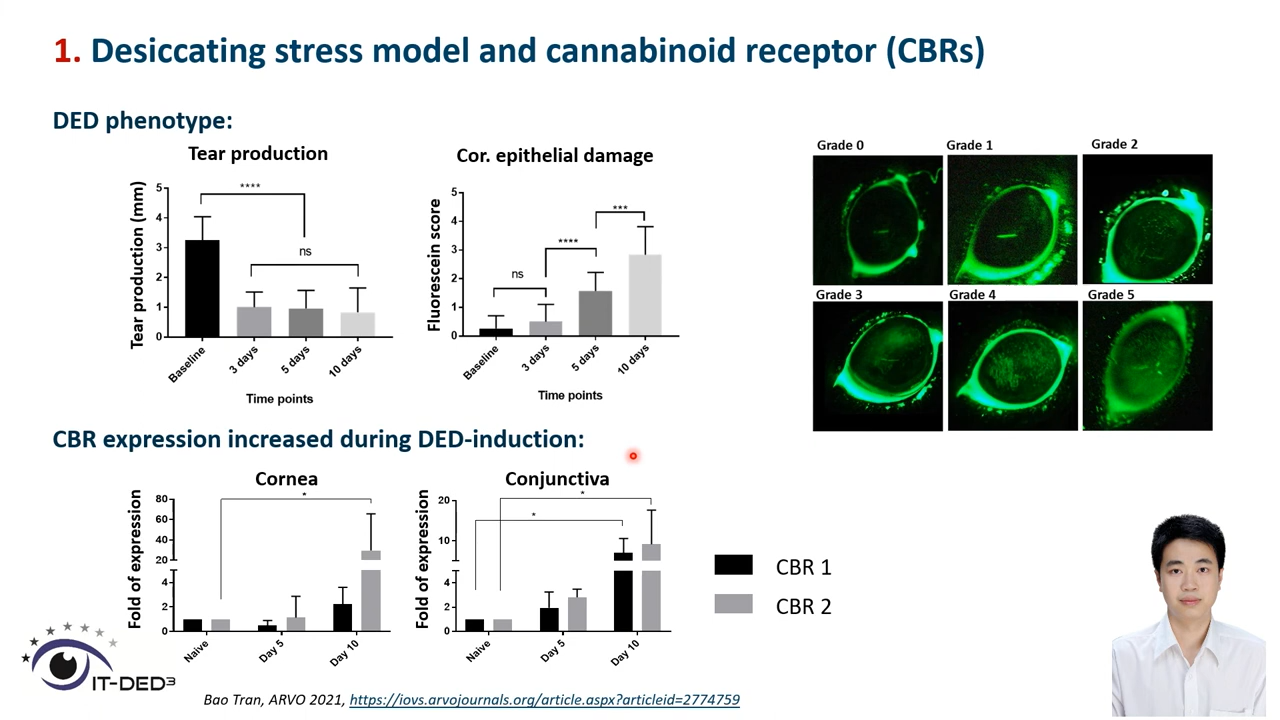 1. Desiccating stress model and cannabinoid receptor (CBRs)
DED phenotype:
Tear production
Tear production (mm)
5
4
3
2
1
0
****
ns
Baseline
3 days
5 days
10 days
Time points
Cor. epithelial damage
Fluorescein score
5
4
3
2
1
0
ns
****
***
Baseline
3 days
5 days
10 days
Time points
Grade 0
Grade 1
Grade 2
Grade 3
Grade 4
Grade 5
CBR expression increased during DED-induction:
Cornea
Fold of expression
80
60
40
20
4
2
0
*
Naive
Day 5
Day 10
Conjunctiva
Fold of expression
20
10
4
2
0
*
*
Naive
Day 5
Day 10
CBR 1
CBR 2
IT-DED³
Bao Tran, ARVO 2021, https://iovs.arvojournals.org/article.aspx?articleid=2774759